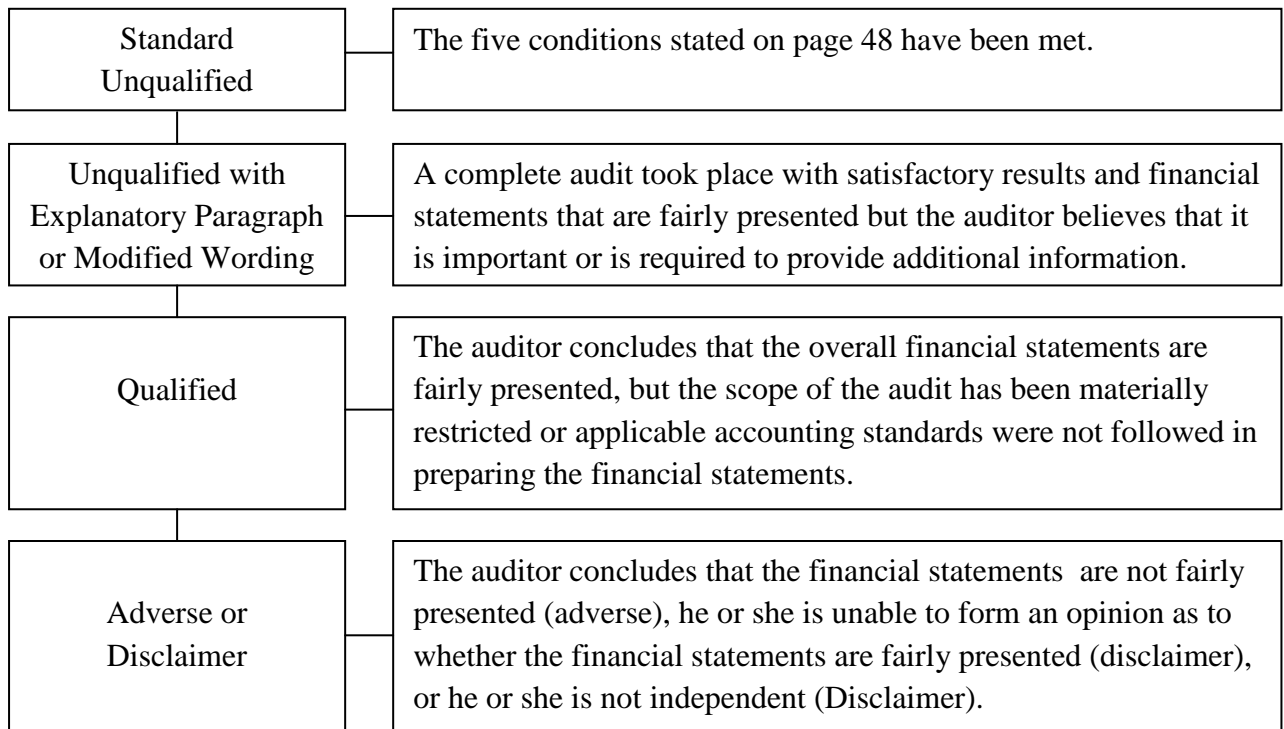 Standard
Unqualified
The five conditions stated on page 48 have been met.
Unqualified with
Explanatory Paragraph
or Modified Wording
A complete audit took place with satisfactory results and financial
statements that are fairly presented but the auditor believes that it
is important or is required to provide additional information.
Qualified
The auditor concludes that the overall financial statements are
fairly presented, but the scope of the audit has been materially
restricted or applicable accounting standards were not followed in
preparing the financial statements.
Adverse or
Disclaimer
The auditor concludes that the financial statements  are not fairly
presented (adverse), he or she is unable to form an opinion as to
whether the financial statements are fairly presented (disclaimer),
or he or she is not independent (Disclaimer).